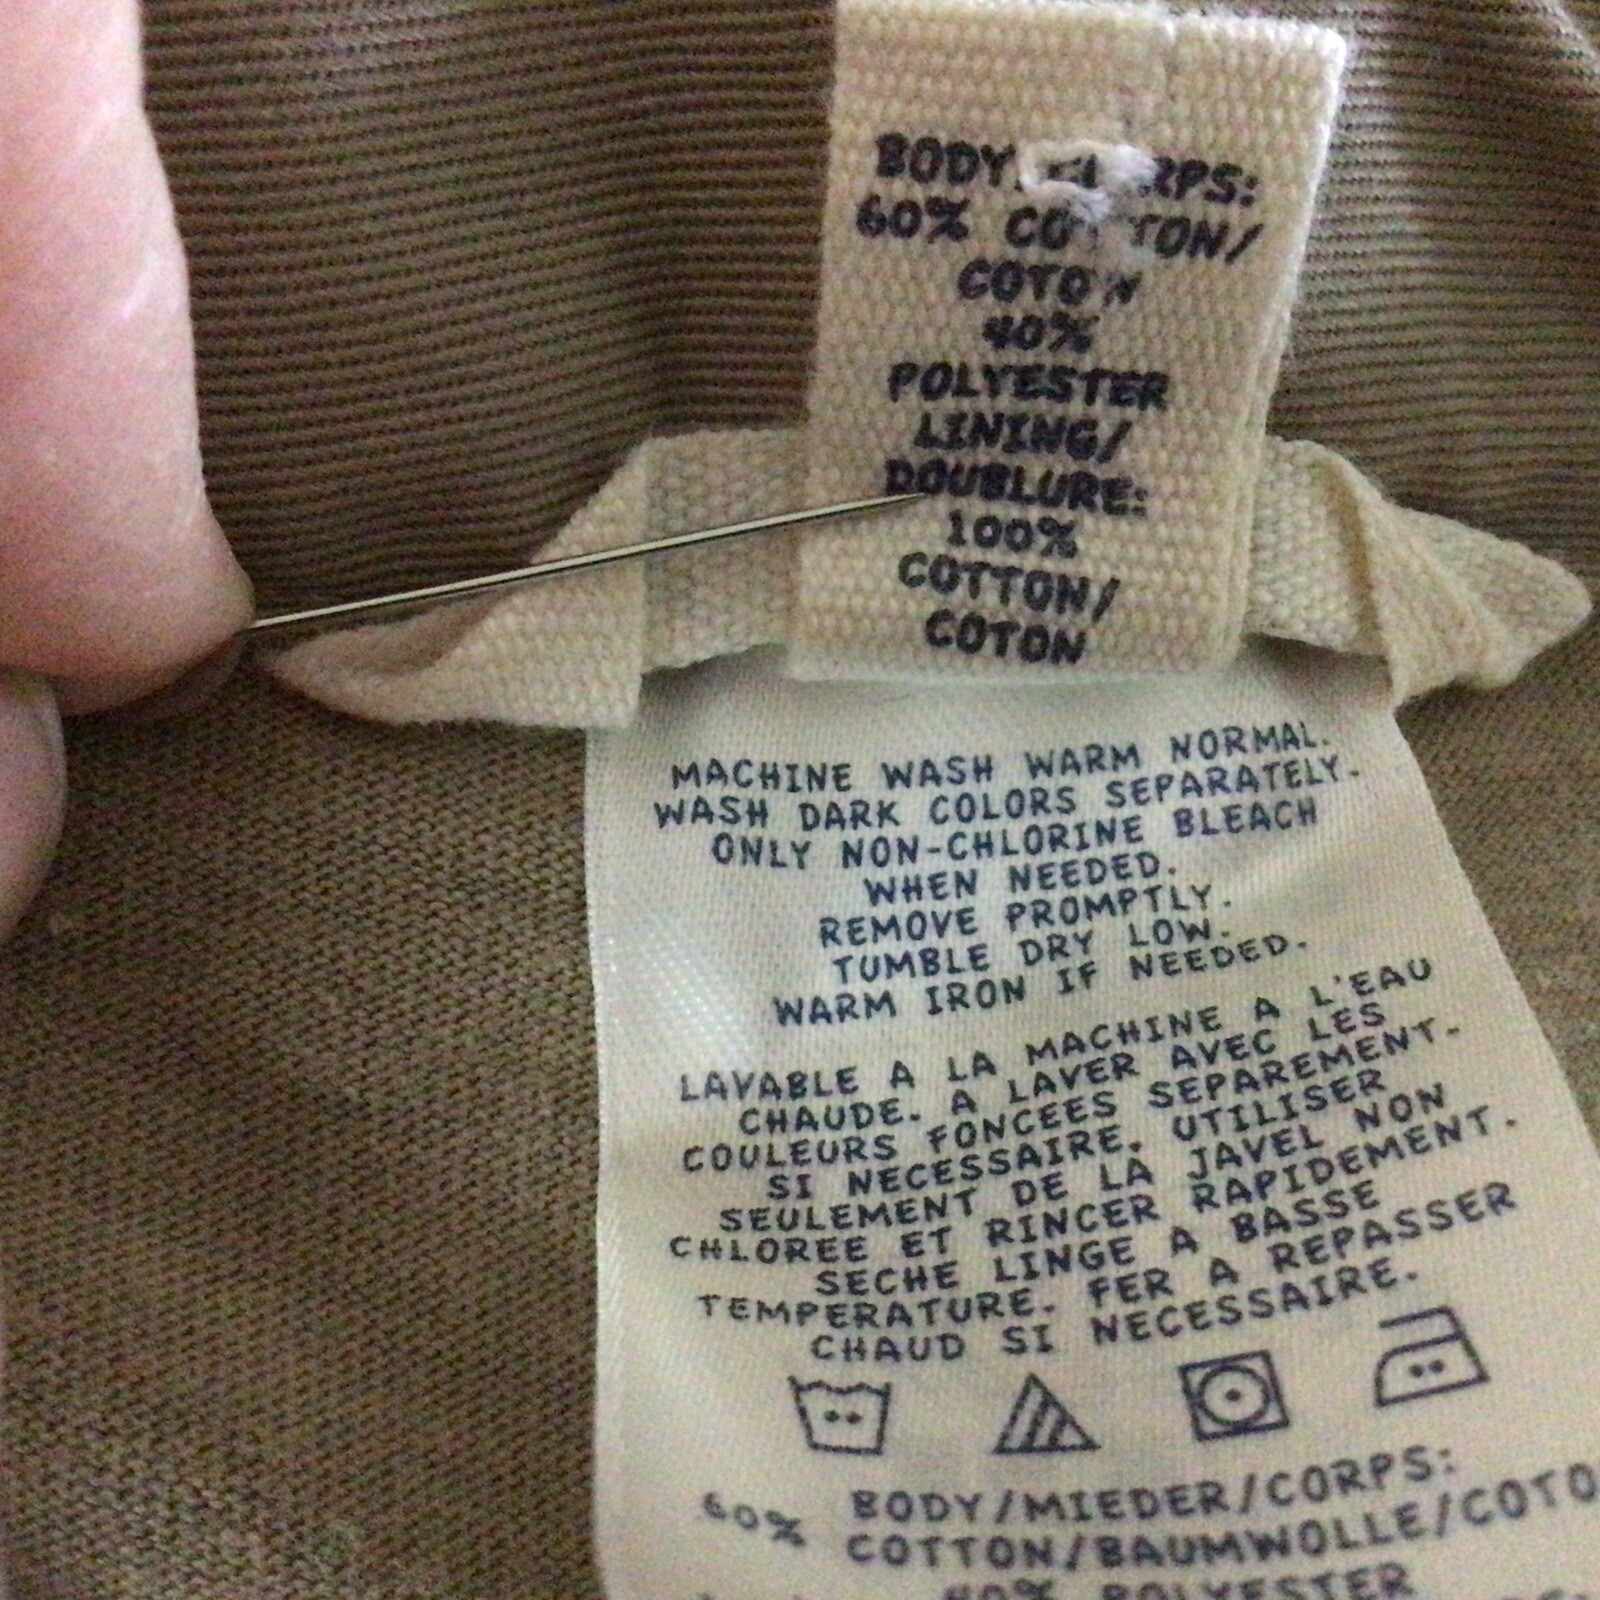 BODY/ CORPS:
60% COTTON/
COTON
40%
POLYESTER
LINING/
DOUBLURE:
100%
COTTON/
COTON
MACHINE WASH WARM NORMAL.
WASH DARK COLORS SEPARATELY.
ONLY NON-CHLORINE BLEACH
WHEN NEEDED.
REMOVE PROMPTLY.
TUMBLE DRY LOW.
WARM IRON IF NEEDED.
LAVABLE A LA MACHINE A L'EAU
CHAUDE. A LAVER AVEC LES
COULEURS FONCEES SEPAREMENT.
SI NECESSAIRE, UTILISER
SEULEMENT DE LA JAVEL NON
CHLOREE ET RINCER RAPIDEMENT.
SECHE LINGE A BASSE
TEMPERATURE. FER A REPASSER
CHAUD SI NECESSAIRE.
BODY/MIEDER/CORPS:
60% COTTON/BAUMWOLLE/COTO
40% POLYESTER